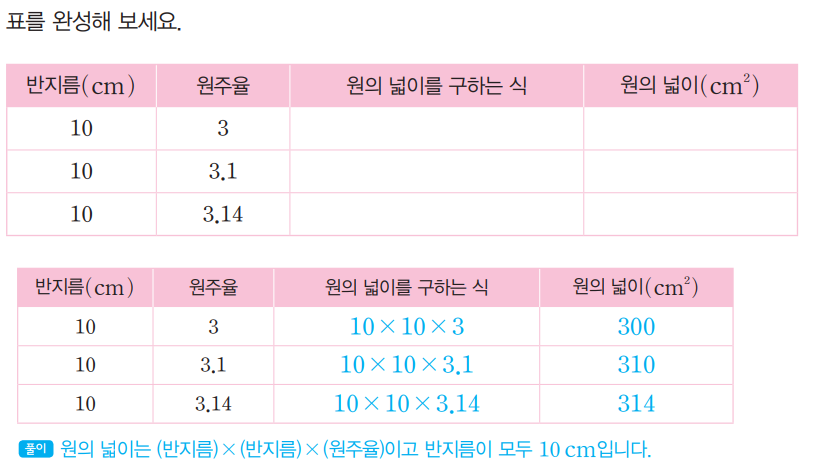 표를 완성해 보세요.
반지름(cm) 원주율 원의 넓이를 구하는 식 원의 넓이(cm²)
10 3
10 3.1
10 3.14
반지름(cm) 원주율 원의 넓이를 구하는 식 원의 넓이(cm²)
10 3 10×10×3 300
10 3.1 10×10×3.1 310
10 3.14 10×10×3.14 314
풀이 원의 넓이는 (반지름)×(반지름)×(원주율)이고 반지름이 모두 10 cm입니다.